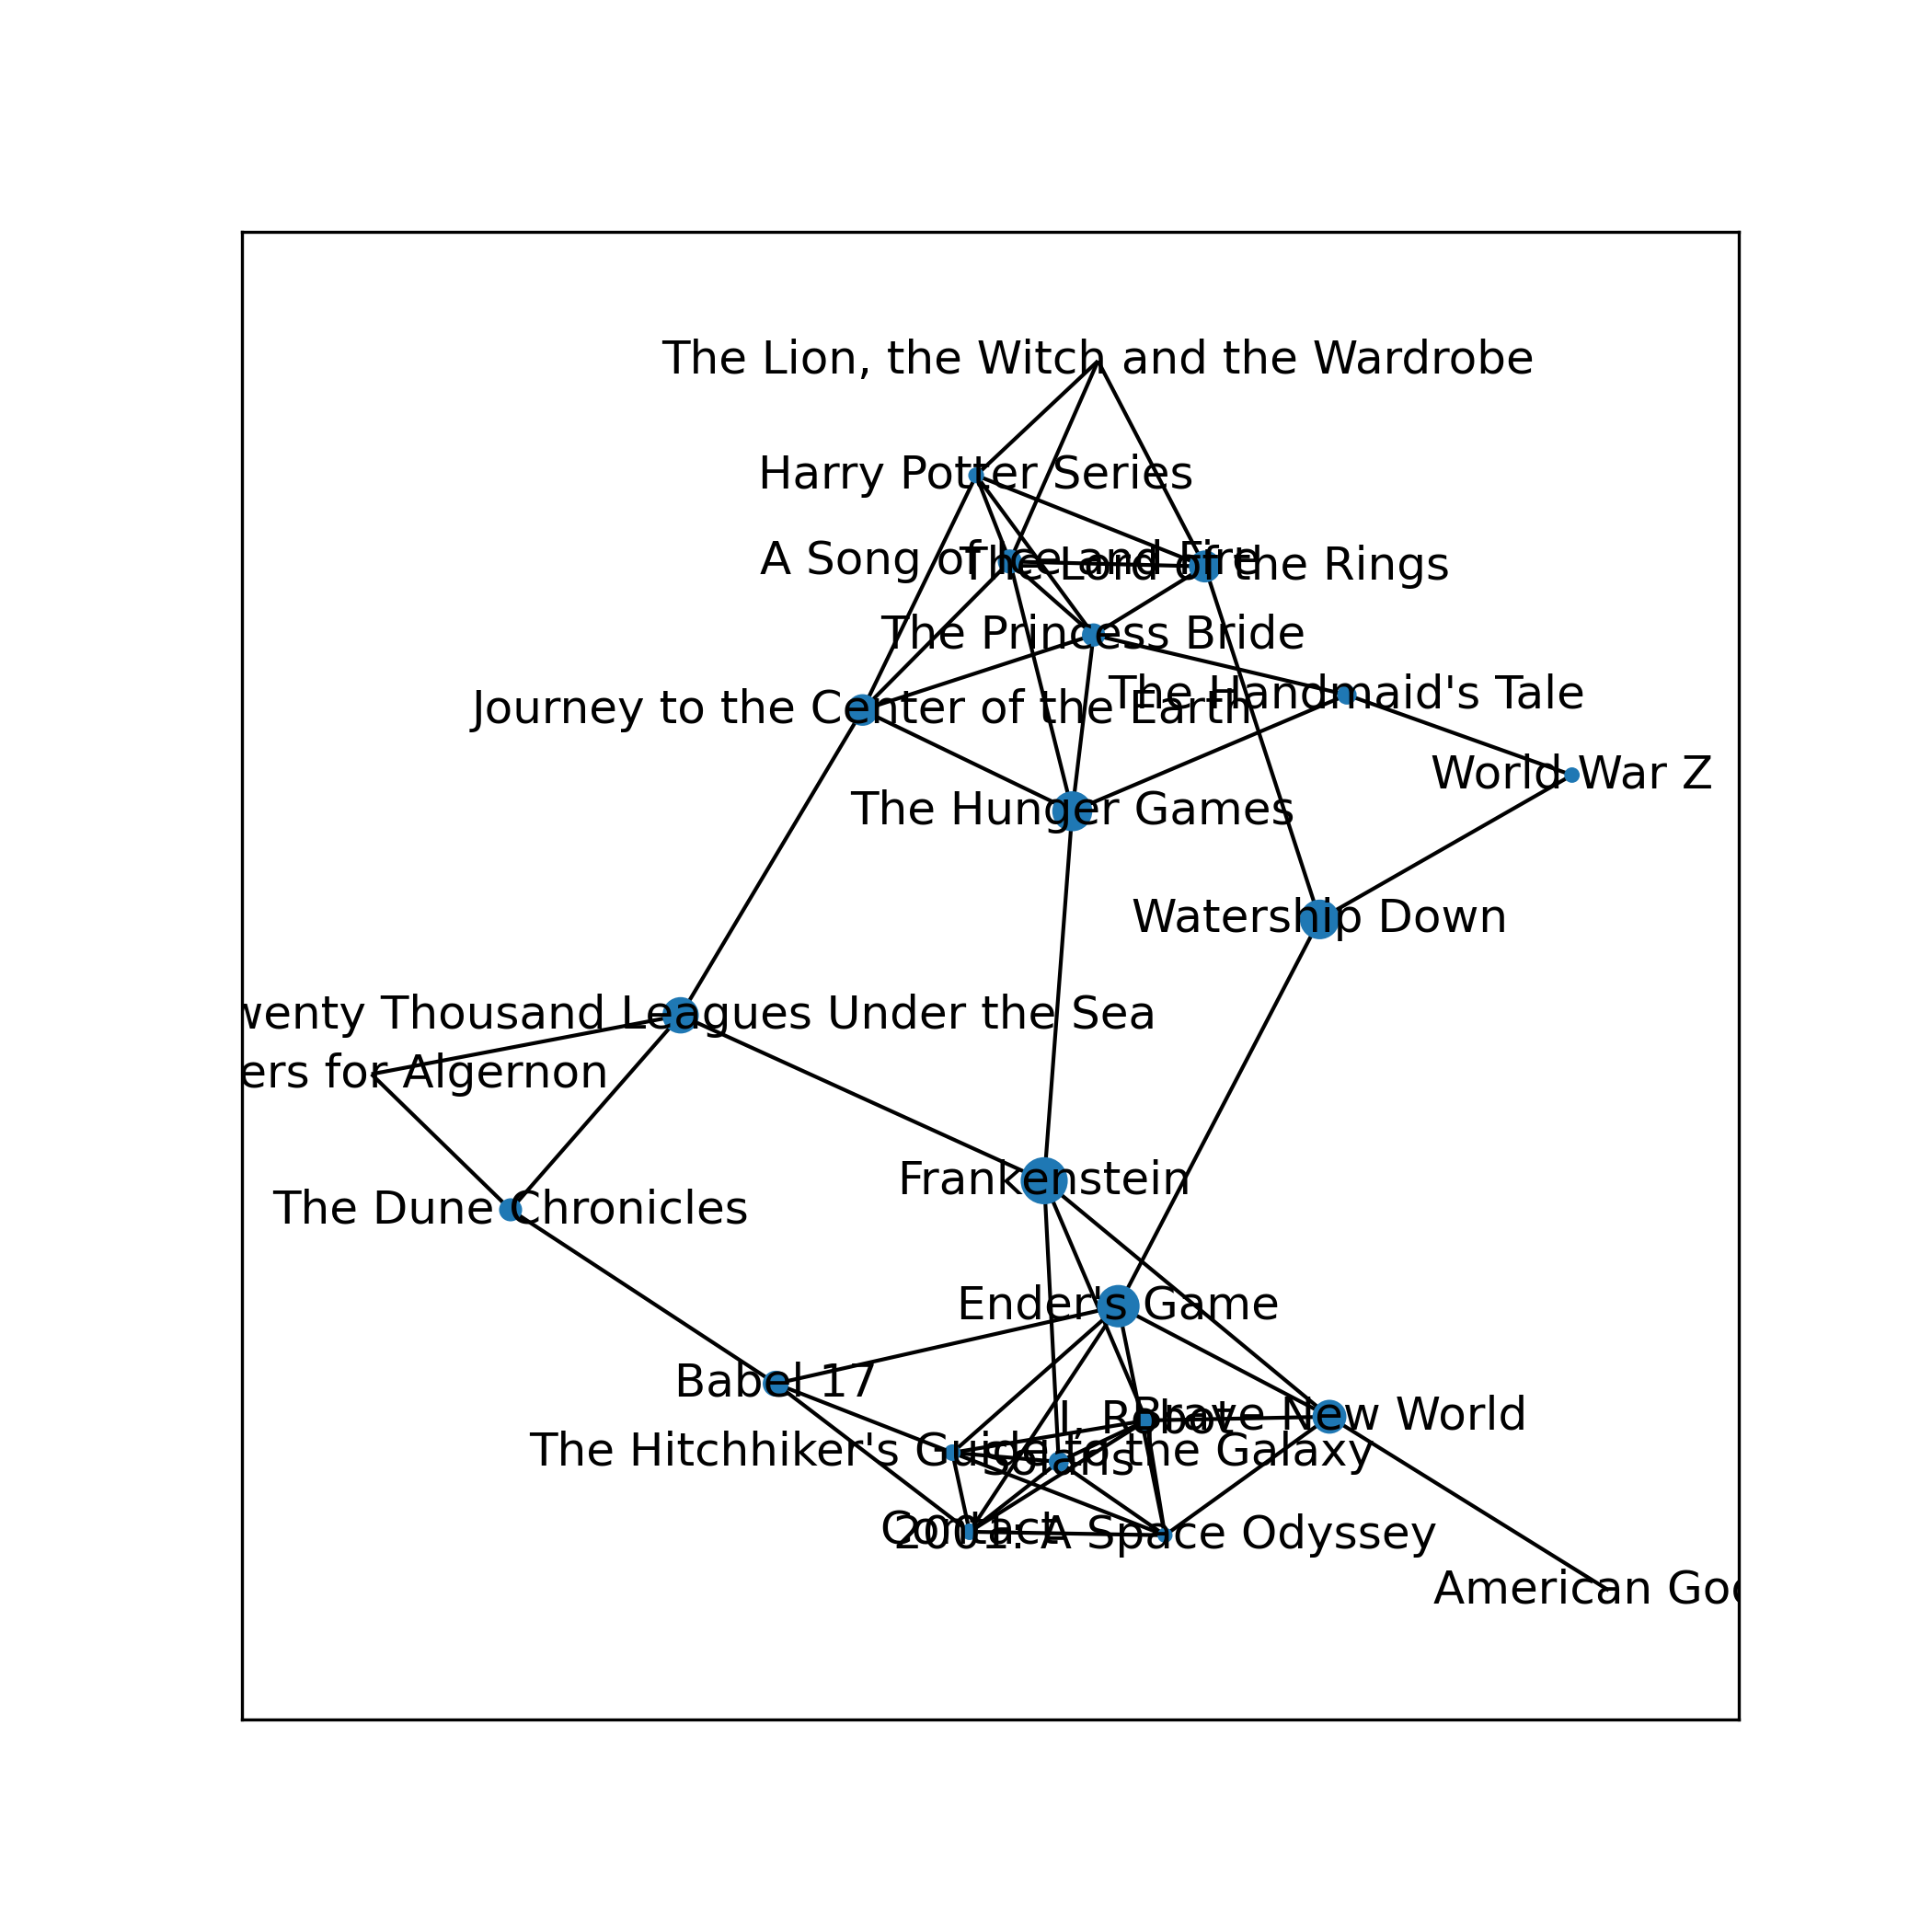 The Lion, the Witch and the Wardrobe
Harry Potter Series
A Song of Ice and Fire
The Lord of the Rings
The Princess Bride
The Handmaid's Tale
Journey to the Center of the Earth
World War Z
The Hunger Games
Watership Down
wenty Thousand Leagues Under the Sea
ers for Algernon
Frankenstein
The Dune Chronicles
Ender's Game
Babel 17
I, Robot
Brave New World
The Hitchhiker's Guide to the Galaxy
Solaris
Contact
2001: A Space Odyssey
American Goo